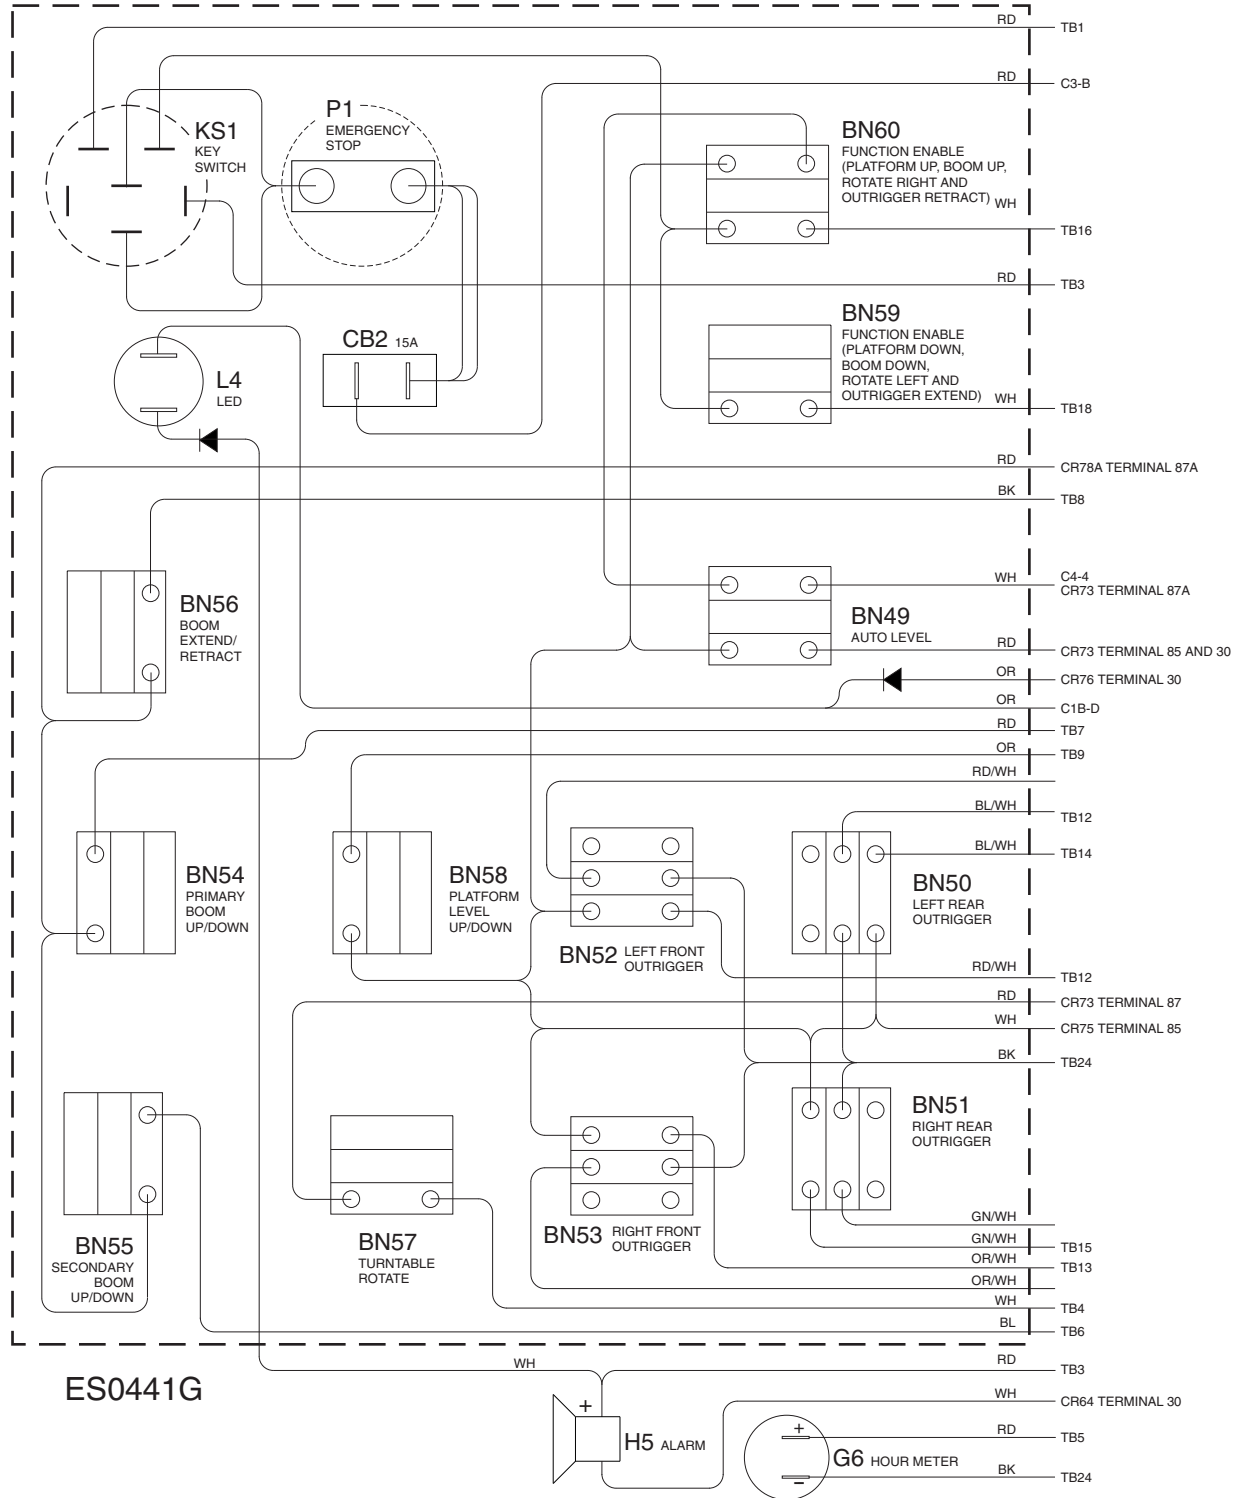 RD TB1
RD C3-B
KS1
KEY
SWITCH
P1
EMERGENCY
STOP
BN60
FUNCTION ENABLE
(PLATFORM UP, BOOM UP,
ROTATE RIGHT AND
OUTRIGGER RETRACT)
WH TB16
RD TB3
BN59
FUNCTION ENABLE
(PLATFORM DOWN,
BOOM DOWN,
ROTATE LEFT AND
OUTRIGGER EXTEND)
WH TB18
CB2 15A
L4
LED
RD CR78A TERMINAL 87A
BK TB8
BN56
BOOM
EXTEND/
RETRACT
WH C4-4
CR73 TERMINAL 87A
BN49
AUTO LEVEL
RD CR73 TERMINAL 85 AND 30
OR CR76 TERMINAL 30
OR C1B-D
RD TB7
OR TB9
RD/WH
BL/WH TB12
BL/WH TB14
BN54
PRIMARY
BOOM
UP/DOWN
BN58
PLATFORM
LEVEL
UP/DOWN
BN52 LEFT FRONT
OUTRIGGER
BN50
LEFT REAR
OUTRIGGER
RD/WH TB12
RD CR73 TERMINAL 87
WH CR75 TERMINAL 85
BK TB24
BN51
RIGHT REAR
OUTRIGGER
BN55
SECONDARY
BOOM
UP/DOWN
BN57
TURNTABLE
ROTATE
BN53 RIGHT FRONT
OUTRIGGER
GN/WH
GN/WH TB15
OR/WH TB13
OR/WH
WH TB4
BL TB6
ES0441G
WH
RD TB3
WH CR64 TERMINAL 30
+
H5 ALARM
+
G6 HOUR METER
–
RD TB5
BK TB24